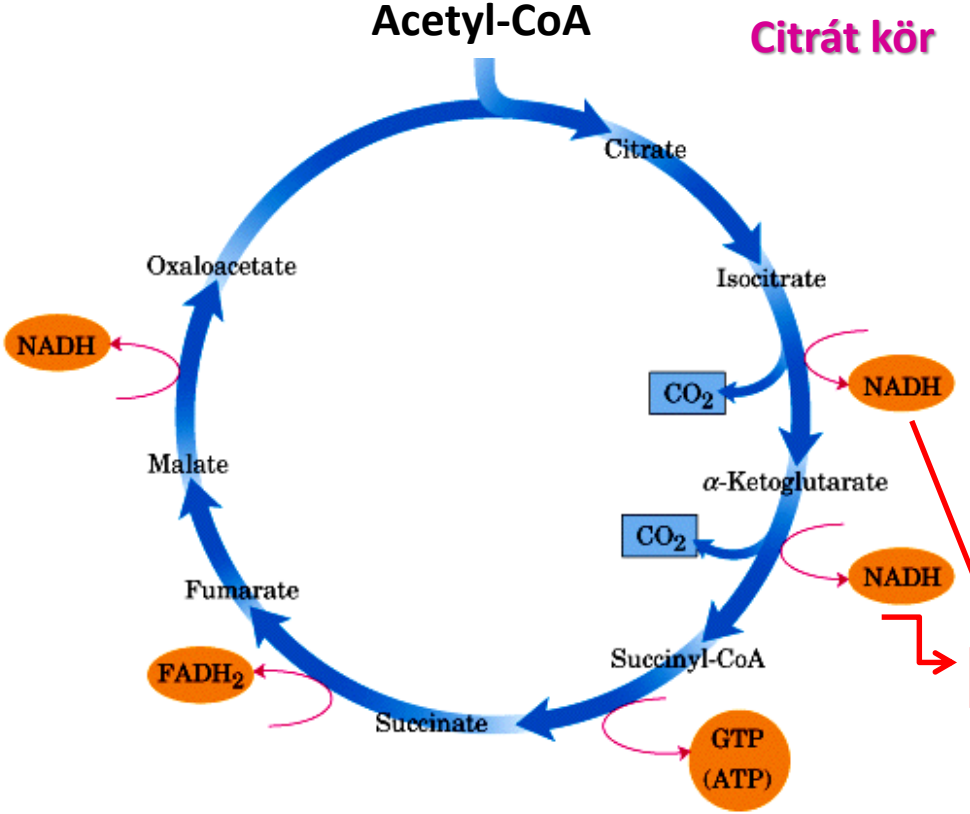 Acetyl-CoA
Citrát kör
Citrate
Oxaloacetate
Isocitrate
NADH
CO₂
NADH
Malate
α-Ketoglutarate
CO₂
NADH
Fumarate
Succinyl-CoA
FADH₂
Succinate
GTP
(ATP)